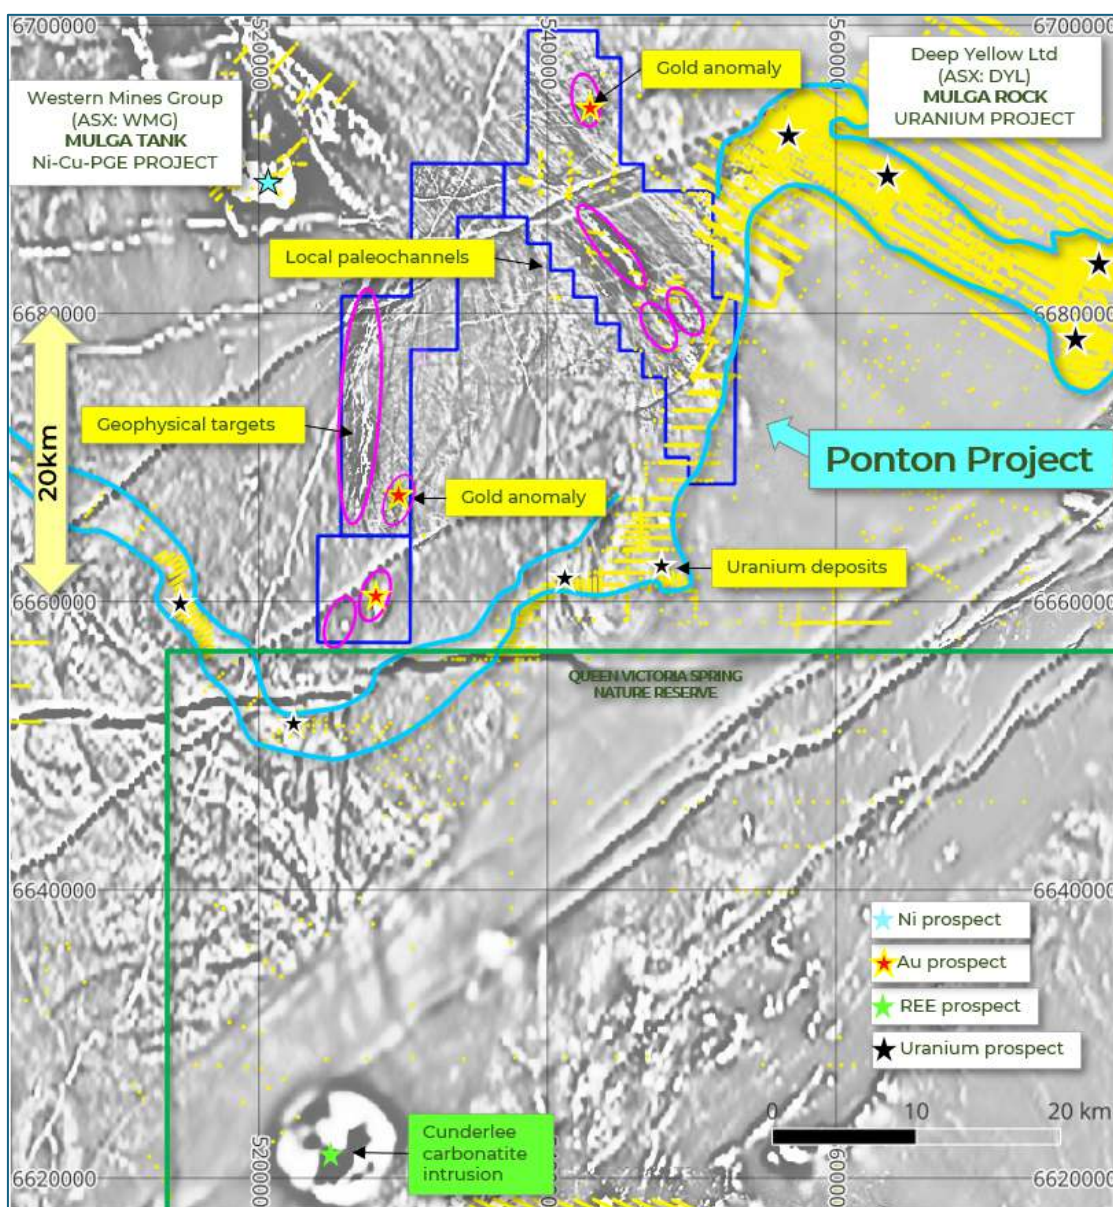 6700000
520000
540000
560000
6700000
Western Mines Group
(ASX: WMG)
MULGA TANK
Ni-Cu-PGE PROJECT
Gold anomaly
Deep Yellow Ltd
(ASX: DYL)
MULGA ROCK
URANIUM PROJECT
Local paleochannels
6680000
20km
Geophysical targets
Ponton Project
Gold anomaly
Uranium deposits
6660000
6660000
QUEEN VICTORIA SPRING
NATURE RESERVE
6640000
6640000
Ni prospect
Au prospect
REE prospect
Uranium prospect
0 10 20 km
Cunderlee
carbonatite
intrusion
6620000
520000
6620000